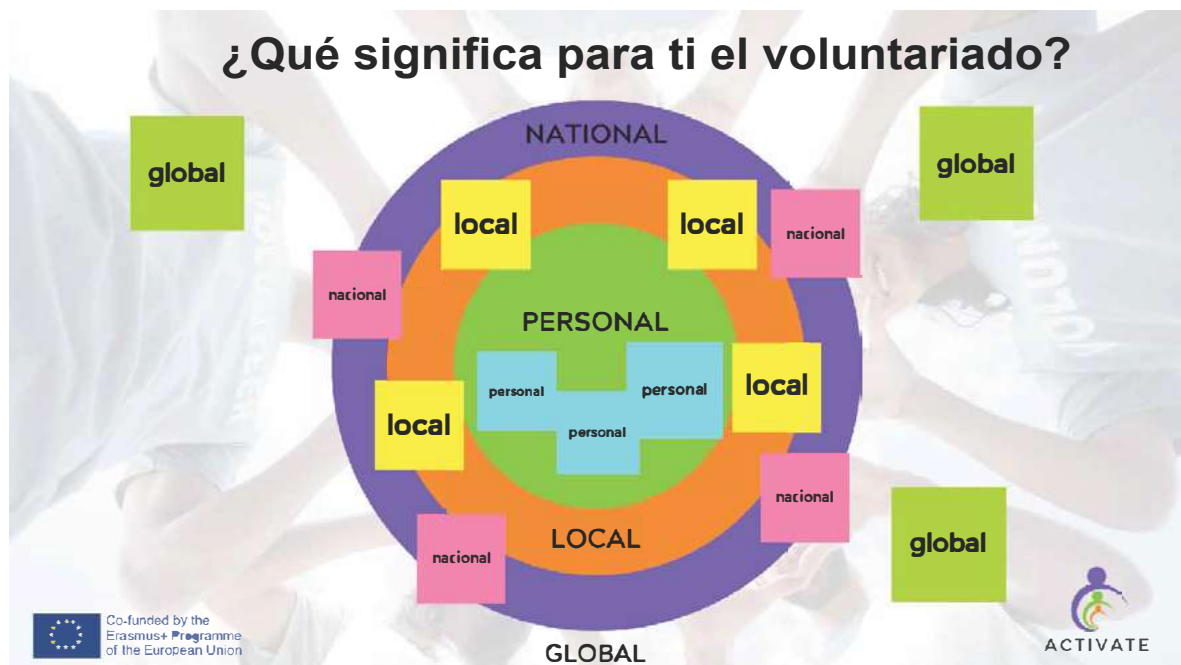 ¿Qué significa para ti el voluntariado?
NATIONAL
global
global
local
local
nacional
nacional
PERSONAL
personal
personal
local
local
personal
nacional
LOCAL
global
nacional
Co-funded by the
Erasmus+ Programme
of the European Union
GLOBAL
ACTIVATE